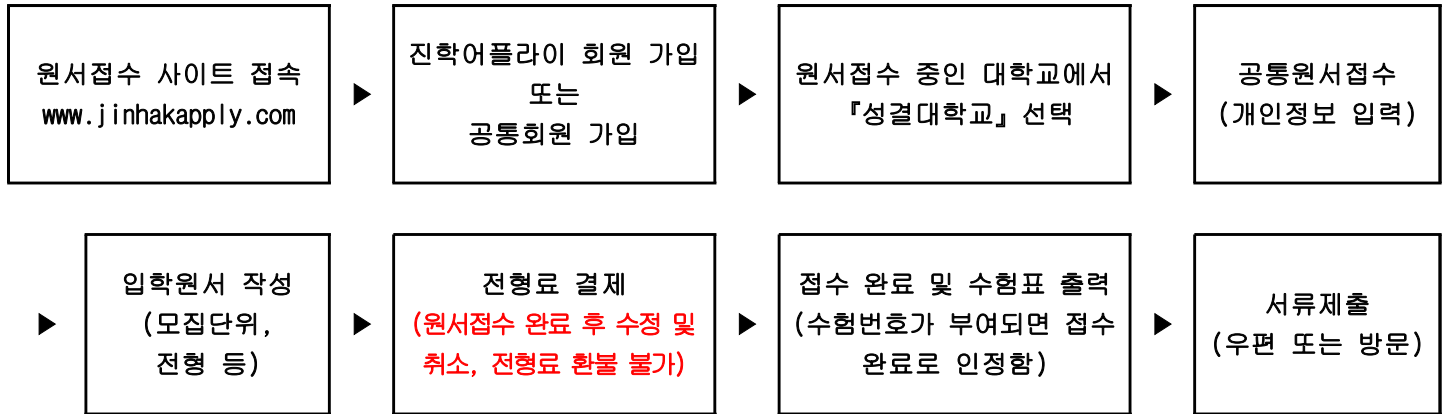 원서접수 사이트 접속
www.jinhakapply.com
▶
진학어플라이 회원 가입
또는
공통회원 가입
▶
원서접수 중인 대학교에서
『성결대학교』 선택
▶
공통원서접수
(개인정보 입력)
▶
입학원서 작성
(모집단위,
전형 등)
▶
전형료 결제
(원서접수 완료 후 수정 및
취소, 전형료 환불 불가)
▶
접수 완료 및 수험표 출력
(수험번호가 부여되면 접수
완료로 인정함)
▶
서류제출
(우편 또는 방문)